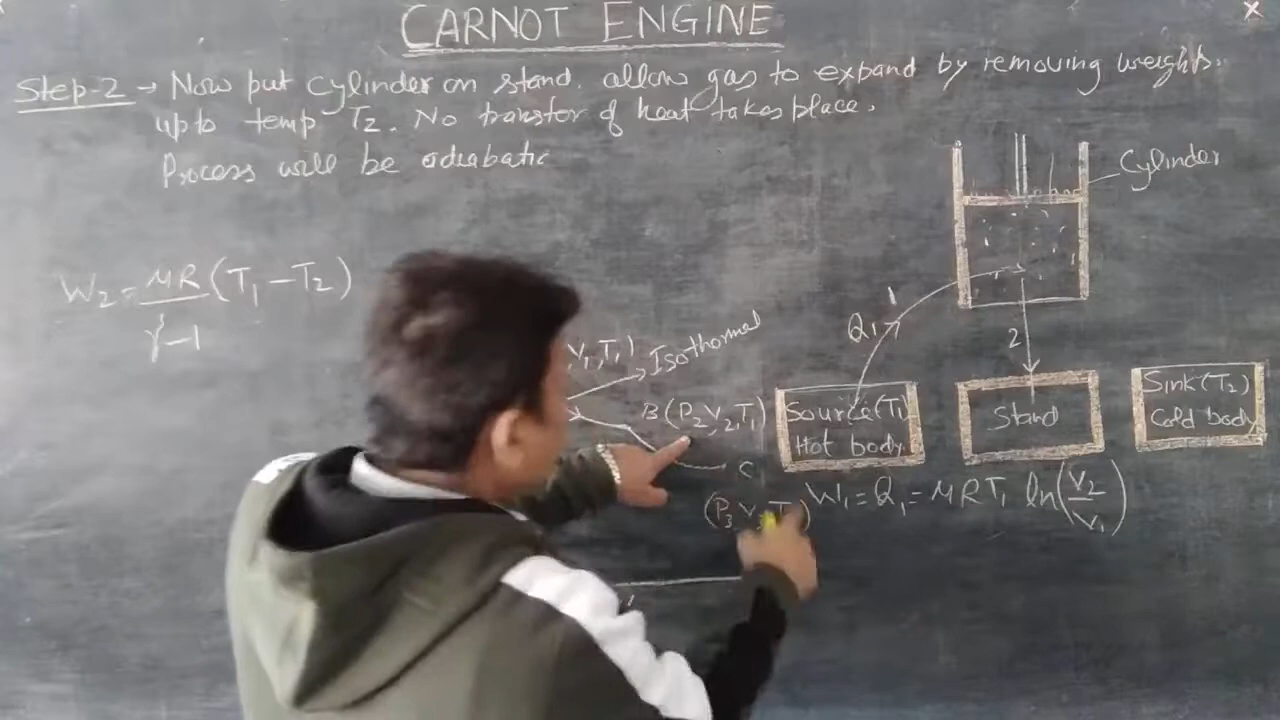 CARNOT ENGINE
Step-2 → Now put cylinder on stand. allow gas to expand by removing weights.
upto temp T₂. No transfer of heat takes place.
Process will be adiabatic
Cylinder
W₂ = μR/γ-1 (T₁ - T₂)
Q₁
1
2
V₁, T₁)
Isothermal
B (P₂ V₂, T₁)
C
(P₃ V₃, T
Source (T₁)
Hot body
Stand
Sink (T₂)
Cold body
W₁ = Q₁ = μRT₁ ln(V₂/V₁)